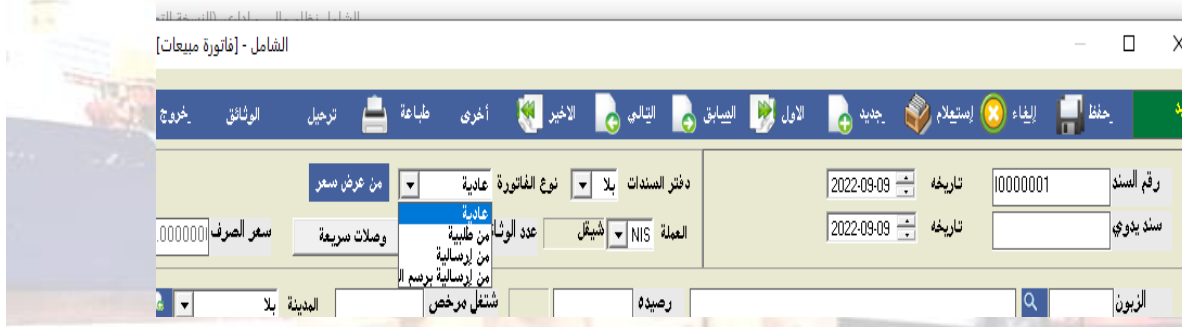 الشامل - [فاتورة مبيعات]
حفظ إلغاء إستعلام جديد الاول السابق التالي الاخير أخرى طباعة ترحيل الوثائق خروج
رقم السند I0000001 تاريخه 2022-09-09 دفتر السندات بلا نوع الفاتورة عادية من عرض سعر
سند يدوي تاريخه 2022-09-09 العملة NIS شيقل عدد وصلات سريعة سعر الصرف
عادية
من طلبية
من إرسالية
من إرسالية برسم
الزبون رصيده شتغل مرخص المدينة بلا